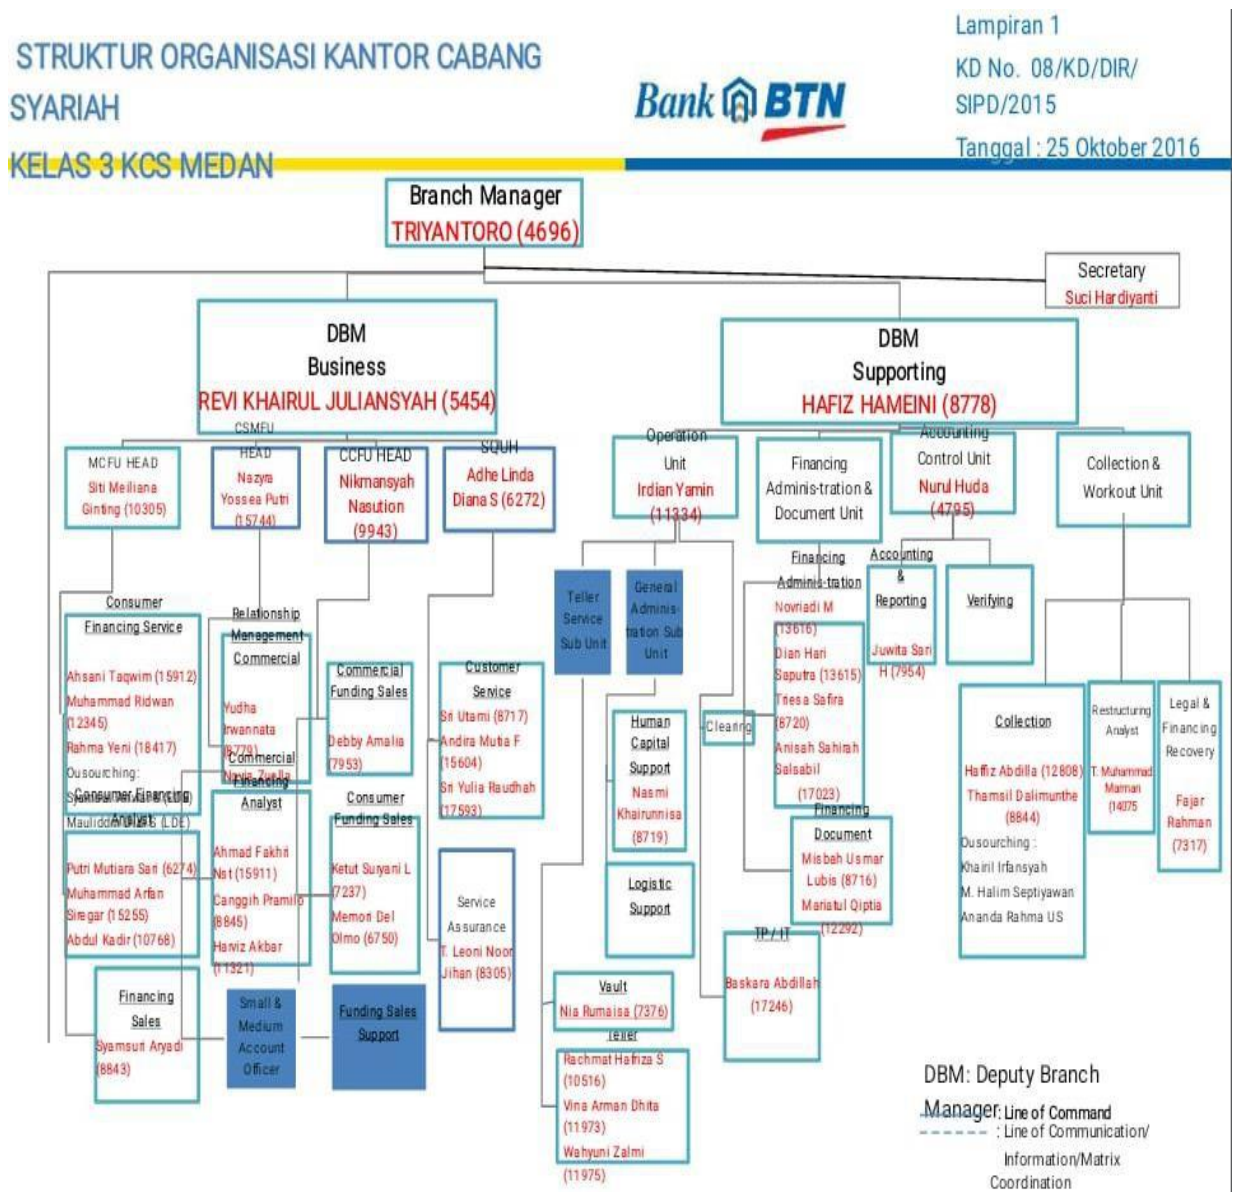 STRUKTUR ORGANISASI KANTOR CABANG
SYARIAH
KELAS 3 KCS MEDAN
Bank BTN
Lampiran 1
KD No. 08/KD/DIR/
SIPD/2015
Tanggal : 25 Oktober 2016
Branch Manager
TRIYANTORO (4696)
Secretary
Suci Hardiyanti
DBM
Business
REVI KHAIRUL JULIANSYAH (5454)
DBM
Supporting
HAFIZ HAMEINI (8778)
MCFU HEAD
Siti Meiliana
Ginting (10305)
CSMFU
HEAD
Nazyra
Yossea Putri
(15744)
CCFU HEAD
Nikmansyah
Nasution
(9943)
SQUH
Adhe Linda
Diana S (6272)
Operation
Unit
Irdian Yamin
(11334)
Financing
Adminis-tration &
Document Unit
Accounting
Control Unit
Nurul Huda
(4795)
Collection &
Workout Unit
Consumer
Financing Service
Ahsani Taqwim (15912)
Muhammad Ridwan
(12345)
Rahma Yeni (18417)
Ousourching :
Mauliddin
S (LDE)
Consumer Financing
Analyst
Putri Mutiara Sari (6274)
Muhammad Arfan
Siregar (15255)
Abdul Kadir (10768)
Financing
Sales
Syamsuri Aryadi
(8843)
Relationship
Management
Commercial
Yudha
Irwannata
(8779)
Novia Zuella
Commercial
Financing
Analyst
Ahmad Fakhri
Nst (15911)
Canggih Pramilo
(8845)
Harviz Akbar
(11321)
Small &
Medium
Account
Officer
Commercial
Funding Sales
Debby Amalia
(7953)
Consumer
Funding Sales
Ketut Suryani L
(7237)
Memori Del
Olmo (6750)
Funding Sales
Support
Customer
Service
Sri Utami (8717)
Andira Mutia F
(15604)
Sri Yulia Raudhah
(17593)
Service
Assurance
T. Leoni Noor
Jihan (8305)
Teller
Service
Sub Unit
General
Adminis-
tration Sub
Unit
Human
Capital
Support
Nasmi
Khairunnisa
(8719)
Logistic
Support
Vault
Nia Rumaisa (7376)
Teller
Rachmat Hafriza S
(10516)
Vina Arman Dhita
(11973)
Wahyuni Zalmi
(11975)
Clearing
TP / IT
Baskara Abdillah
(17246)
Financing
Adminis-tration
Novriadi M
(13616)
Dian Hari
Saputra (13615)
Triesa Safira
(8720)
Anisah Sahirah
Salsabil
(17023)
Financing
Document
Misbah Usmar
Lubis (8716)
Mariatul Qiptia
(12292)
Accounting
&
Reporting
Juwita Sari
H (7954)
Verifying
Collection
Haffiz Abdilla (12808)
Thamsil Dalimunthe
(8844)
Ousourching :
Khairil Irfansyah
M. Halim Septiyawan
Ananda Rahma US
Restructuring
Analyst
T. Muhammad
(14075
Legal &
Financing
Recovery
Fajar
Rahman
(7317)
DBM: Deputy Branch
Manager
: Line of Command
: Line of Communication/
Information/Matrix
Coordination